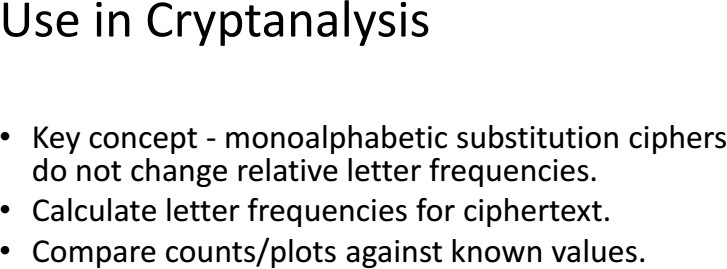 Use in Cryptanalysis
• Key concept - monoalphabetic substitution ciphers
do not change relative letter frequencies.
• Calculate letter frequencies for ciphertext.
• Compare counts/plots against known values.